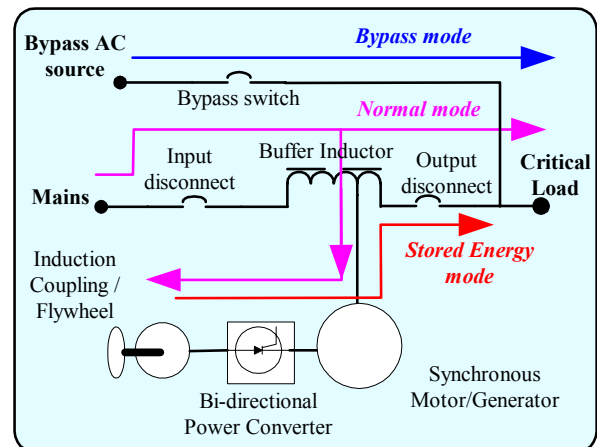 Bypass AC
source
Bypass mode
Bypass switch
Normal mode
Input
disconnect
Buffer Inductor
Output
disconnect
Critical
Load
Mains
Stored Energy
mode
Induction
Coupling /
Flywheel
Bi-directional
Power Converter
Synchronous
Motor/Generator